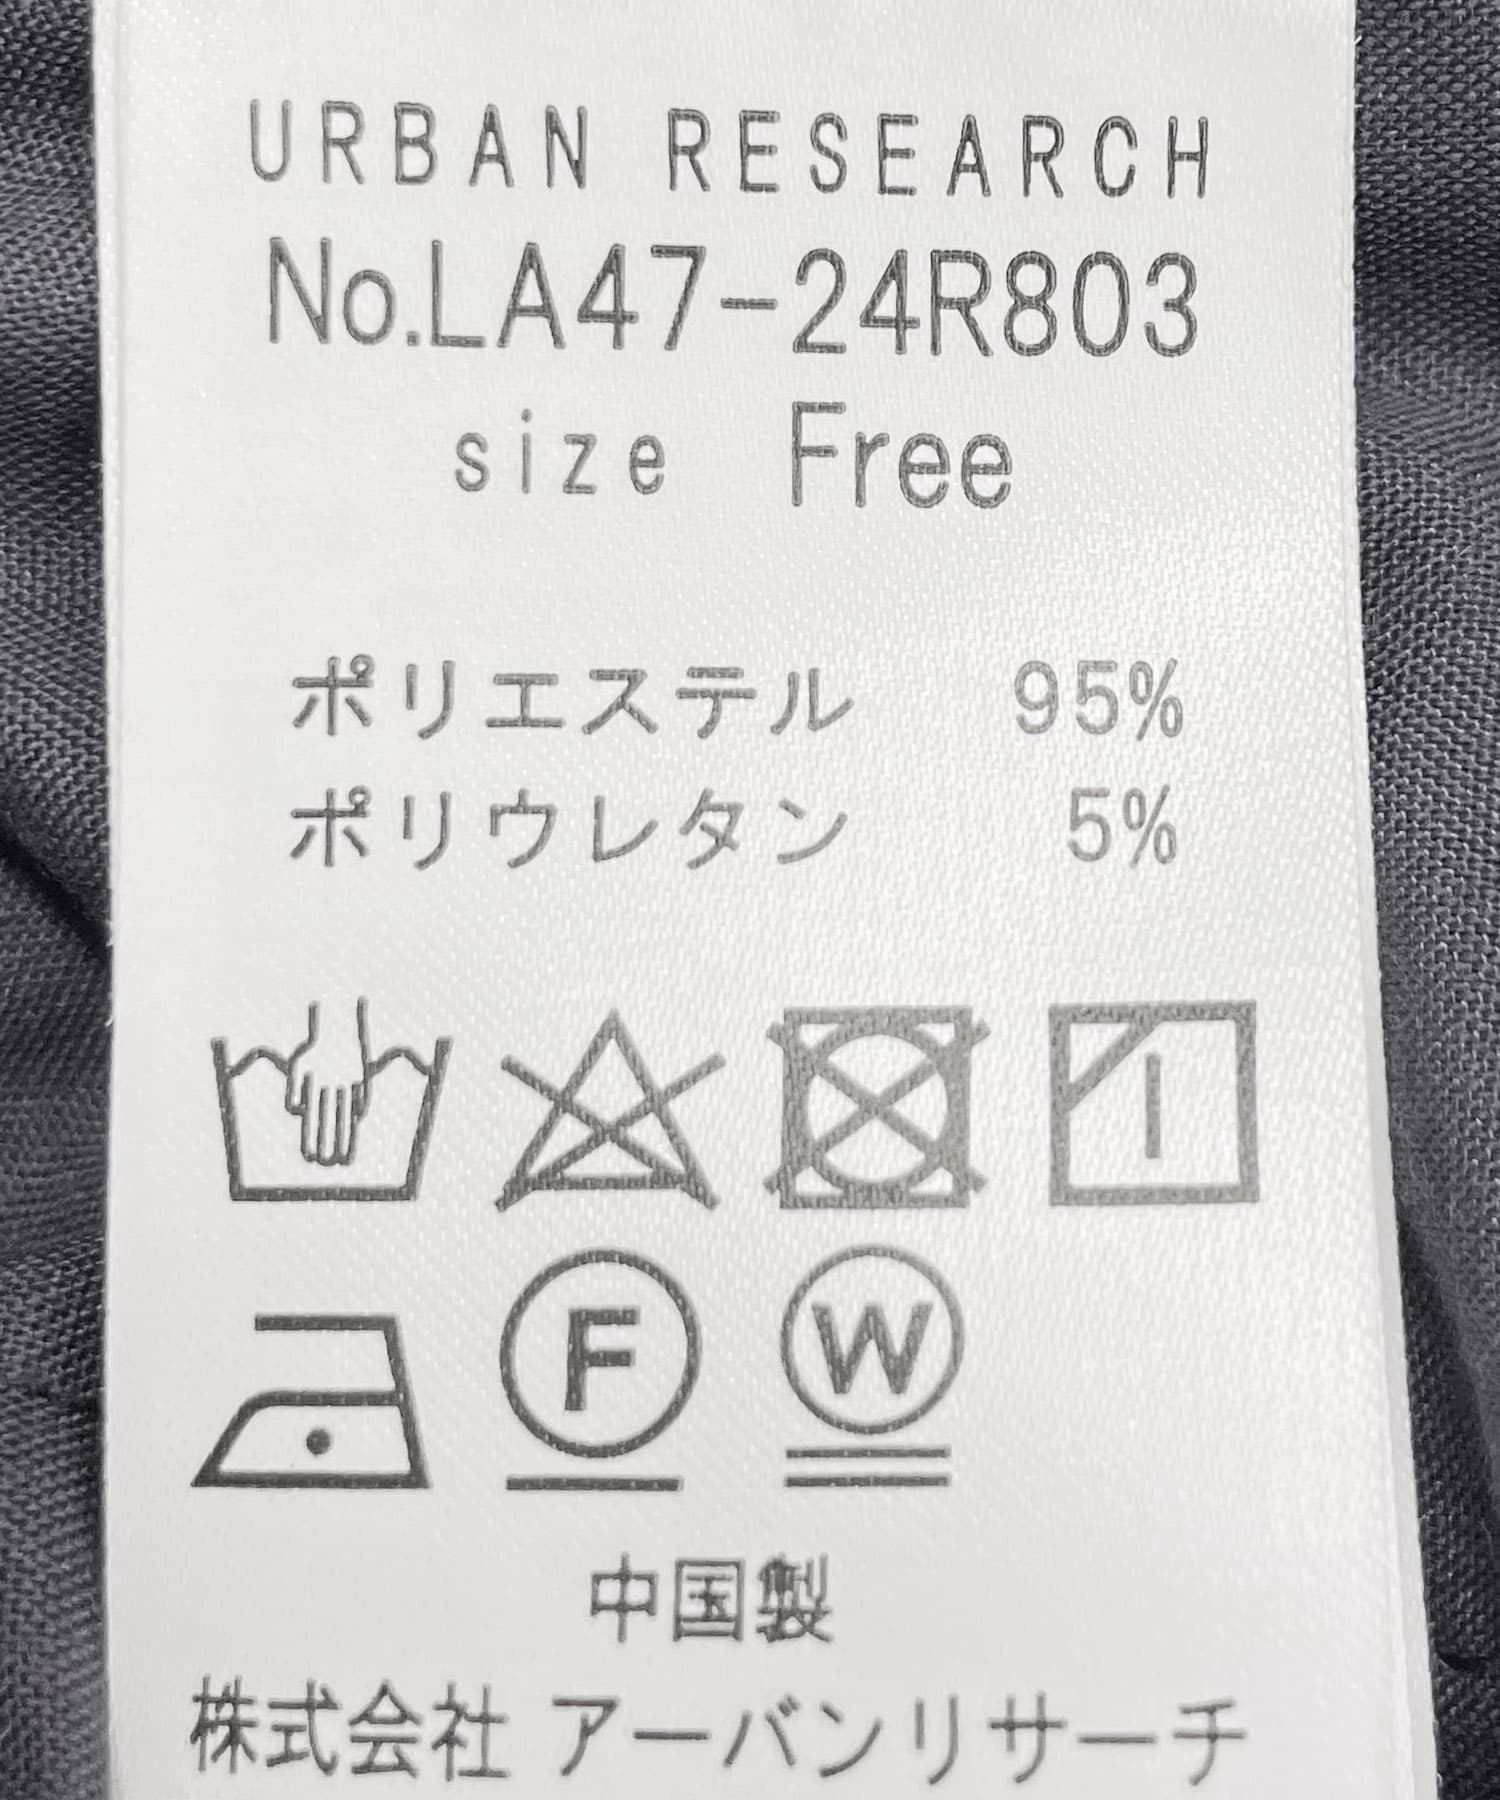 URBAN RESEARCH
No.LA47-24R803
size Free
ポリエステル 95%
ポリウレタン 5%
F W
中国製
株式会社 アーバンリサーチ